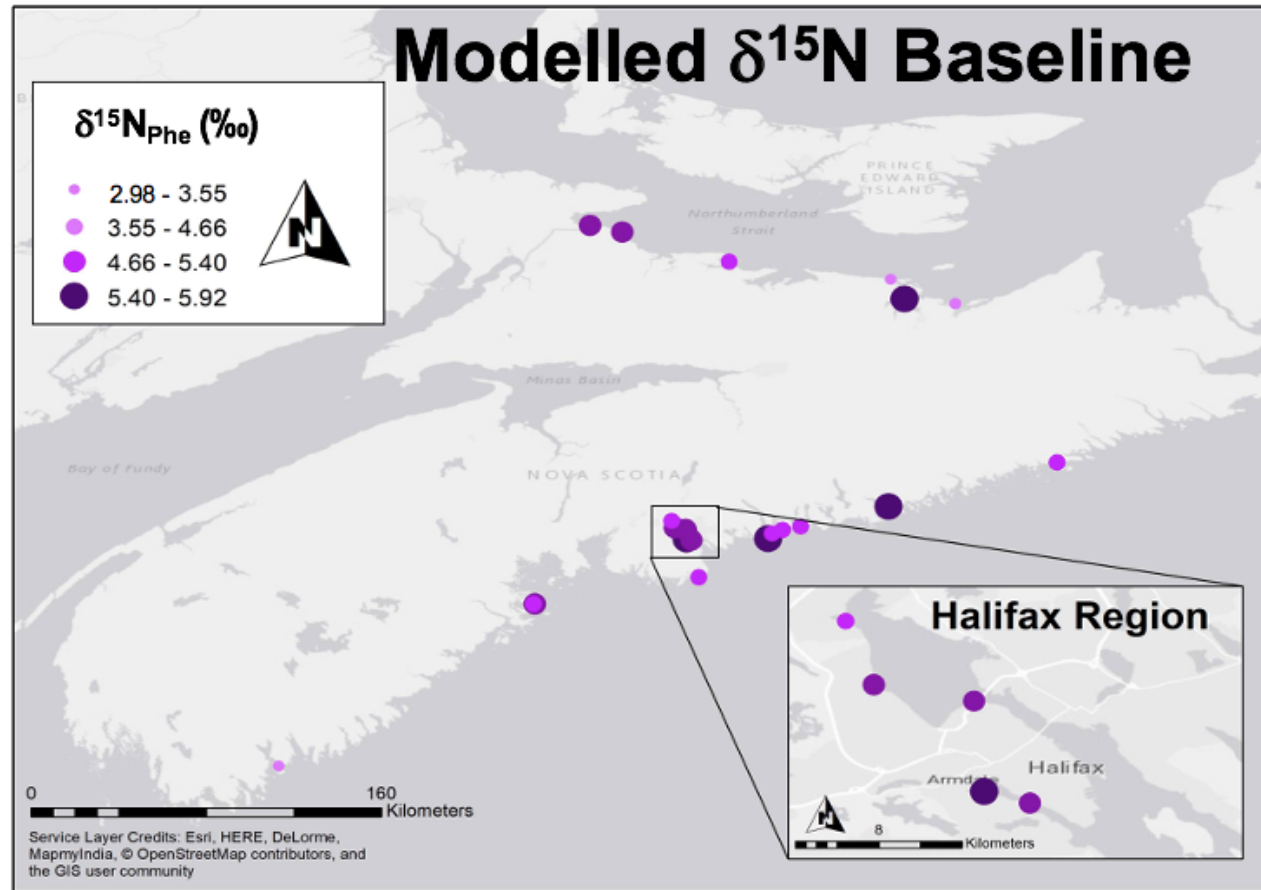 Modelled δ¹⁵N Baseline
δ¹⁵N_Phe (‰)
2.98 - 3.55
3.55 - 4.66
4.66 - 5.40
5.40 - 5.92
N
PRINCE
EDWARD
ISLAND
Northumberland
Strait
Minas Basin
Bay of Fundy
NOVA SCOTIA
Halifax Region
Halifax
N
8
Kilometers
0 160
Kilometers
Service Layer Credits: Esri, HERE, DeLorme,
MapmyIndia, © OpenStreetMap contributors, and
the GIS user community